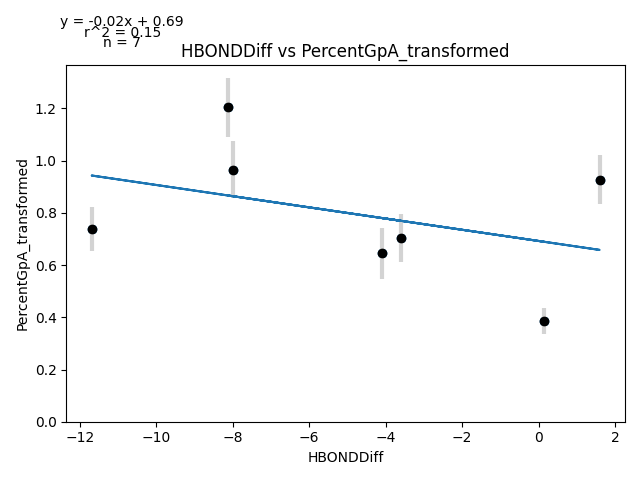 y = -0.02x + 0.69
r^2 = 0.15
n = 7
HBONDDiff vs PercentGpA_transformed
PercentGpA_transformed
1.2
1.0
0.8
0.6
0.4
0.2
0.0
−12 −10 −8 −6 −4 −2 0 2
HBONDDiff